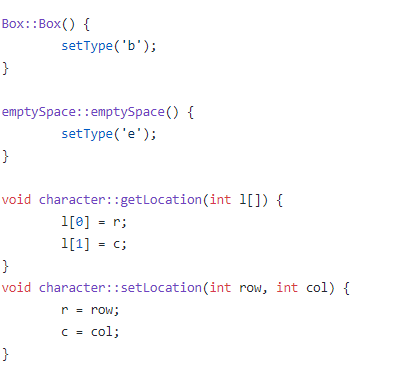 Box::Box() {
        setType('b');
}

emptySpace::emptySpace() {
        setType('e');
}

void character::getLocation(int l[]) {
        l[0] = r;
        l[1] = c;
}
void character::setLocation(int row, int col) {
        r = row;
        c = col;
}